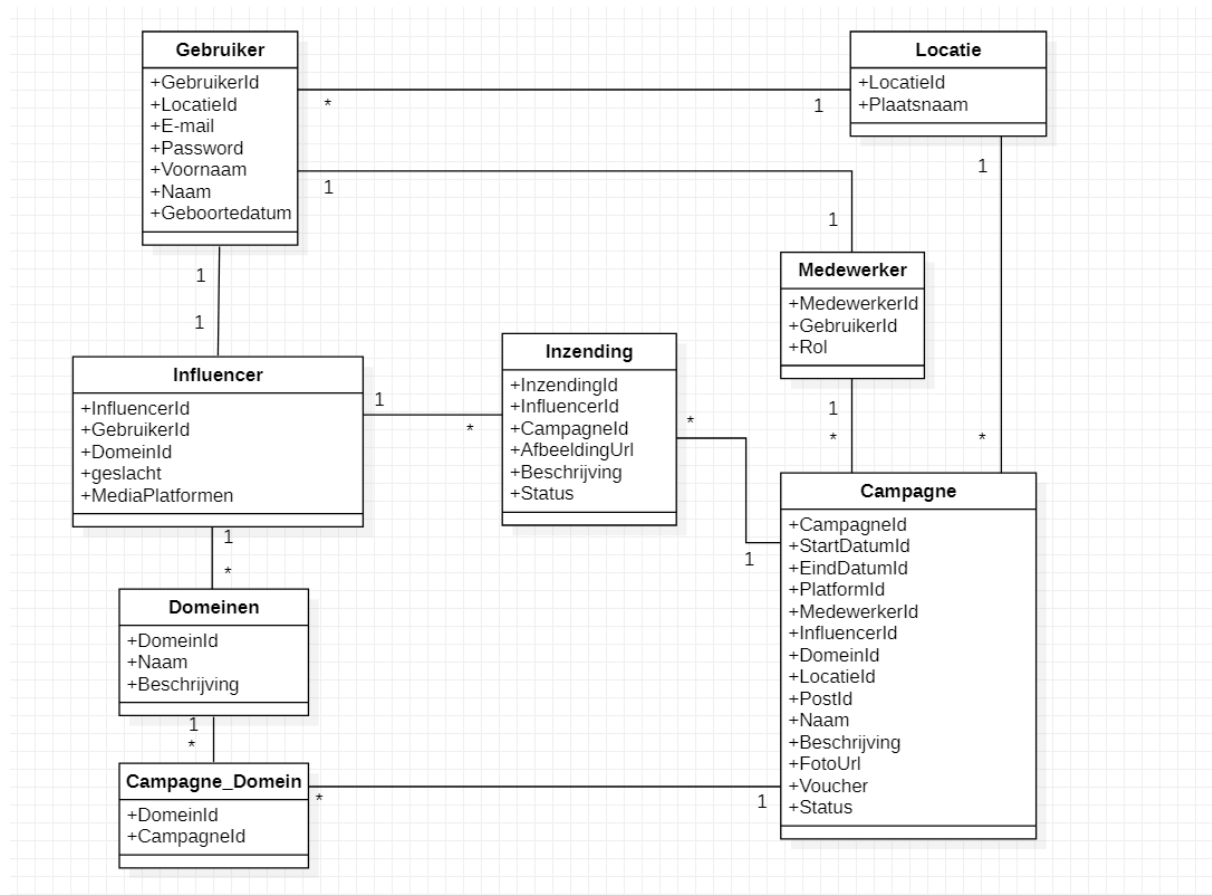 Gebruiker
+GebruikerId
+LocatieId
+E-mail
+Password
+Voornaam
+Naam
+Geboortedatum
*
1
Locatie
+LocatieId
+Plaatsnaam
1
1
1
*
Medewerker
+MedewerkerId
+GebruikerId
+Rol
1
*
1
1
Influencer
+InfluencerId
+GebruikerId
+DomeinId
+geslacht
+MediaPlatformen
1
*
Inzending
+InzendingId
+InfluencerId
+CampagneId
+AfbeeldingUrl
+Beschrijving
+Status
*
1
Campagne
+CampagneId
+StartDatumId
+EindDatumId
+PlatformId
+MedewerkerId
+InfluencerId
+DomeinId
+LocatieId
+PostId
+Naam
+Beschrijving
+FotoUrl
+Voucher
+Status
1
*
Domeinen
+DomeinId
+Naam
+Beschrijving
1
*
Campagne_Domein
+DomeinId
+CampagneId
*
1